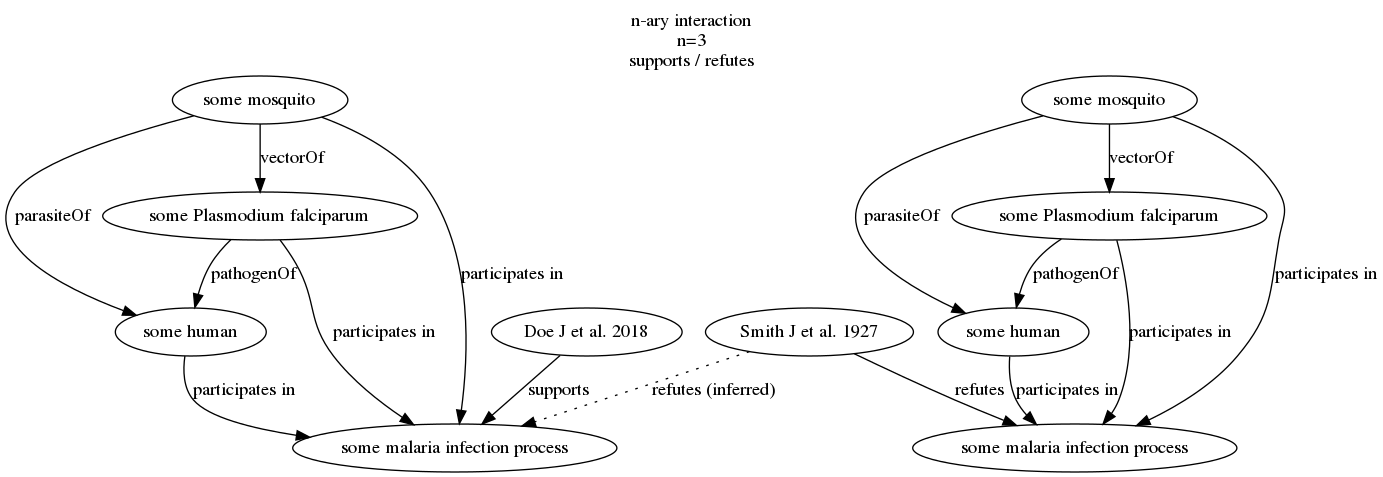 n-ary interaction
n=3
supports / refutes
some mosquito
some mosquito
vectorOf
vectorOf
parasiteOf
some Plasmodium falciparum
parasiteOf
some Plasmodium falciparum
pathogenOf
participates in
pathogenOf
participates in
some human
participates in
Doe J et al. 2018
Smith J et al. 1927
some human
participates in
participates in
supports
refutes (inferred)
refutes
participates in
some malaria infection process
some malaria infection process